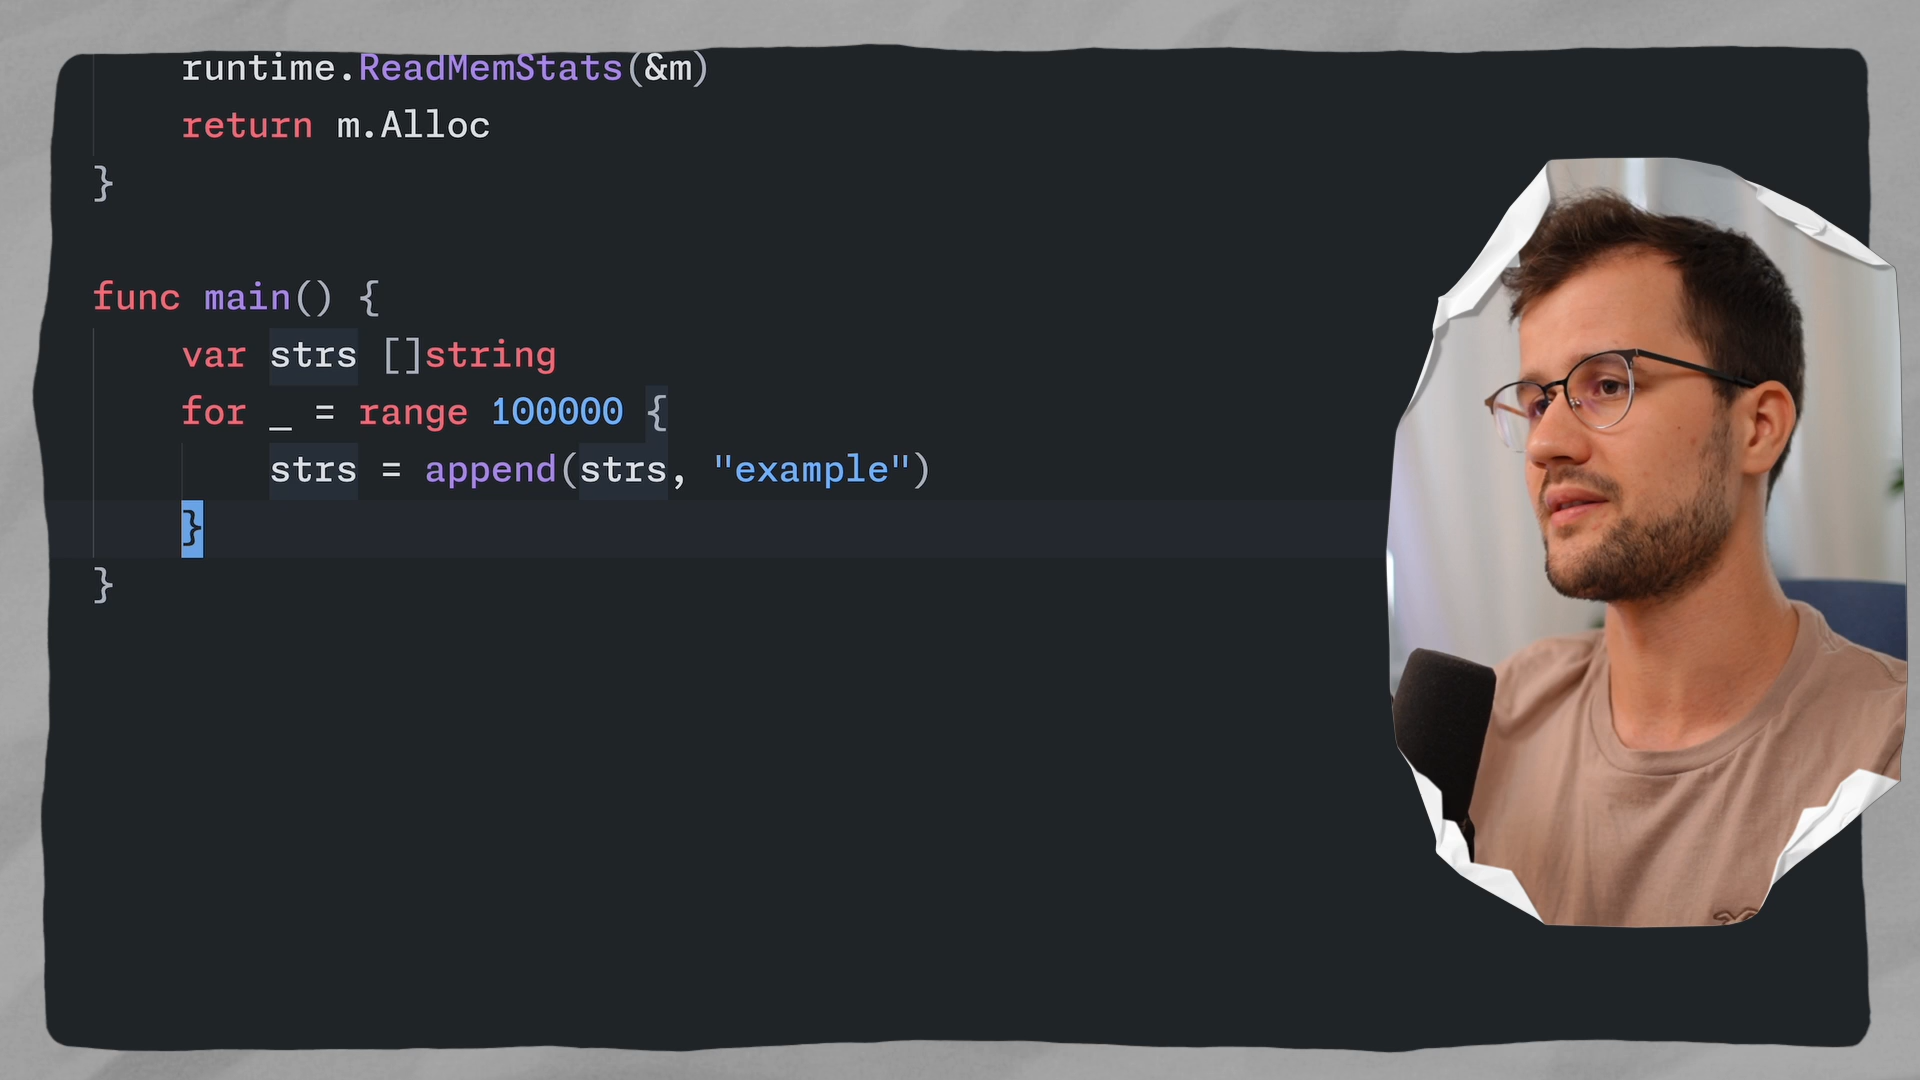 runtime.ReadMemStats(&m)
return m.Alloc
}
func main() {
var strs []string
for _ = range 100000 {
strs = append(strs, "example")
}
}